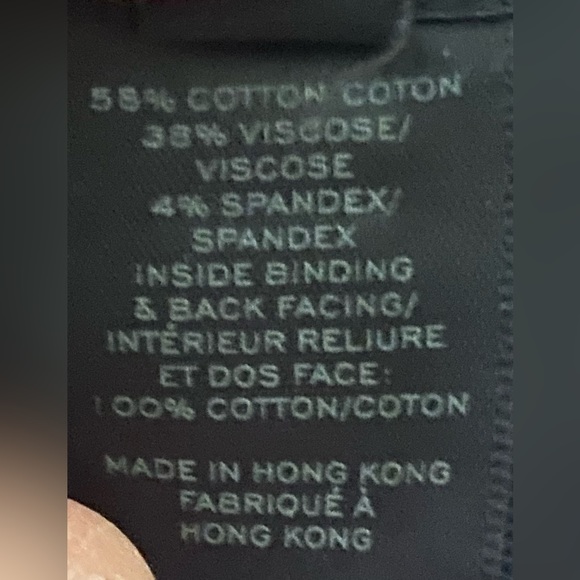 58% COTTON COTON
38% VISCOSE/
VISCOSE
4% SPANDEX/
SPANDEX
INSIDE BINDING
& BACK FACING/
INTÉRIEUR RELIURE
ET DOS FACE:
100% COTTON/COTON
MADE IN HONG KONG
FABRIQUÉ À
HONG KONG